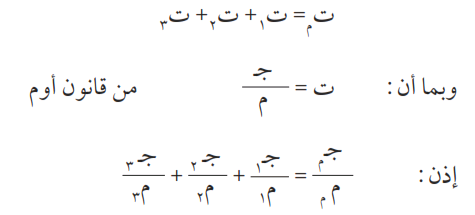 تم = ت١ + ت٢ + ت٣
وبما أن : ت = جـ / م من قانون أوم
إذن : جـم / مم = جـ١ / م١ + جـ٢ / م٢ + جـ٣ / م٣